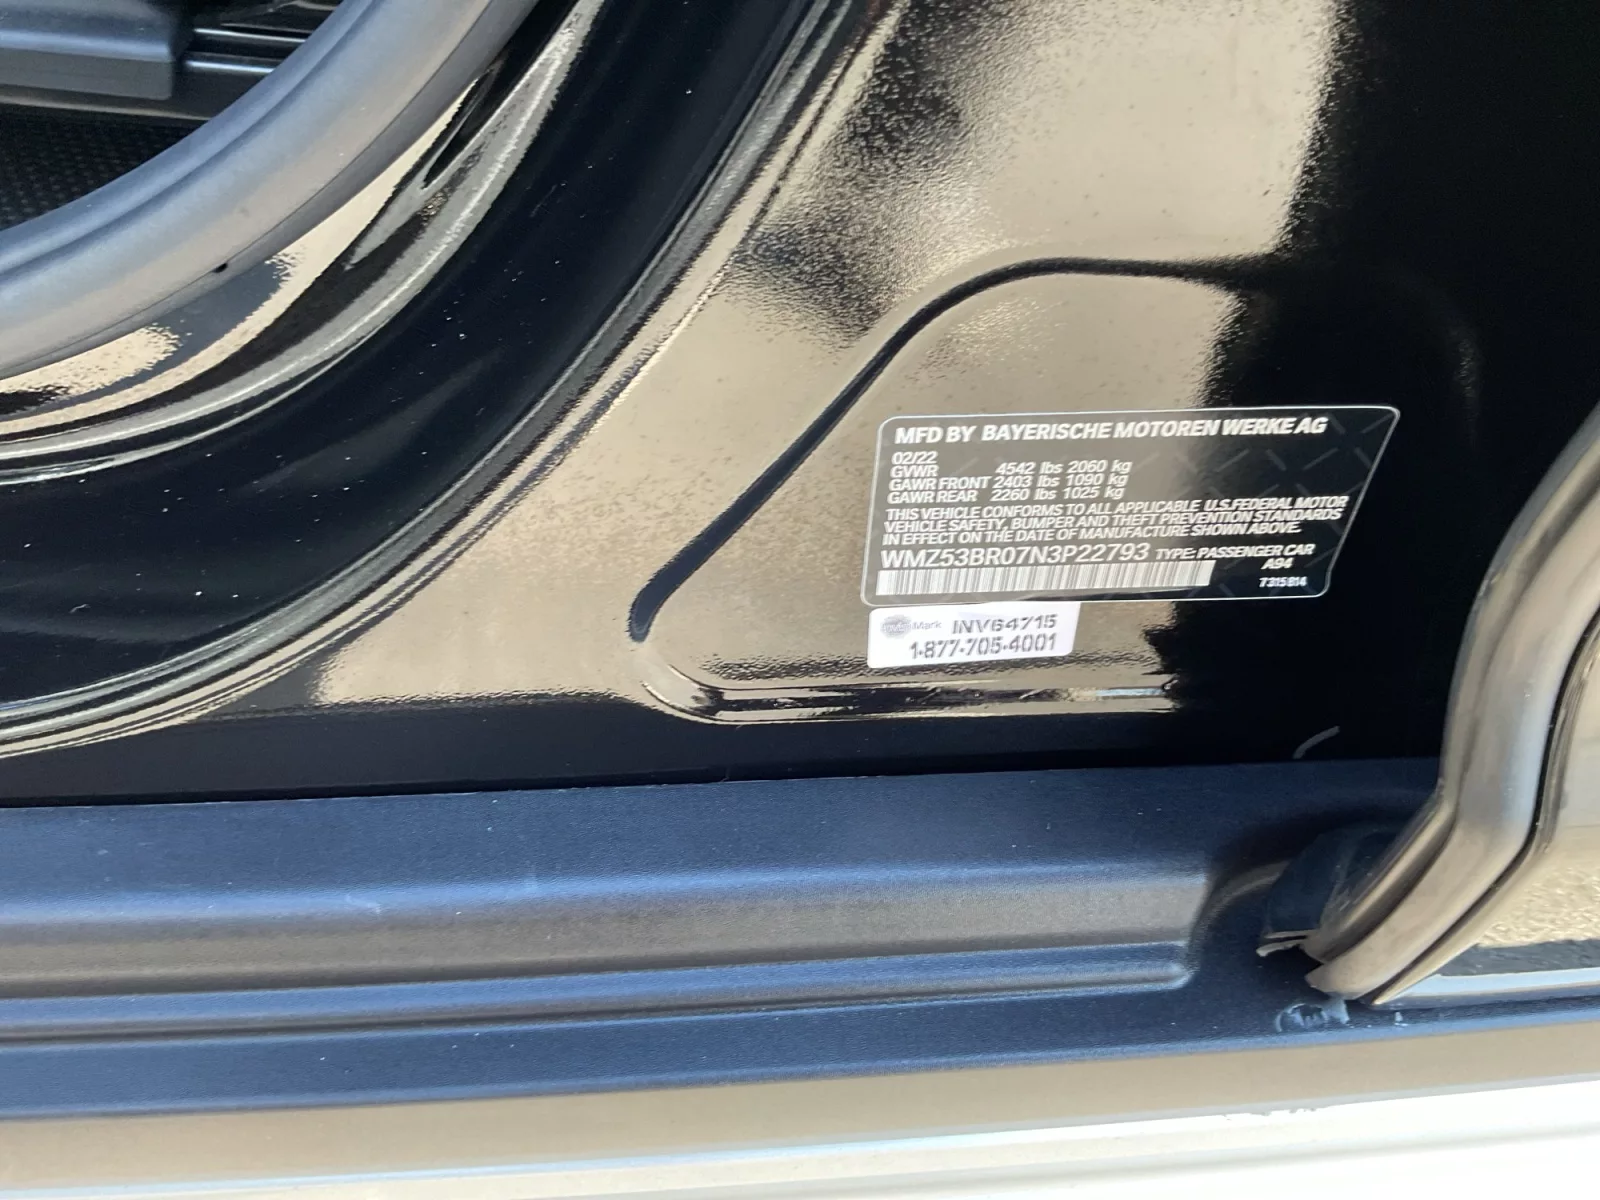 MFD BY BAYERISCHE MOTOREN WERKE AG
02/22
GVWR 4542 lbs 2060 kg
GAWR FRONT 2403 lbs 1090 kg
GAWR REAR 2260 lbs 1025 kg
THIS VEHICLE CONFORMS TO ALL APPLICABLE U.S.FEDERAL MOTOR
VEHICLE SAFETY, BUMPER AND THEFT PREVENTION STANDARDS
IN EFFECT ON THE DATE OF MANUFACTURE SHOWN ABOVE.
WMZ53BR07N3P22793 TYPE: PASSENGER CAR
A94
7315814
Mark INV64715
1-877-705-4001